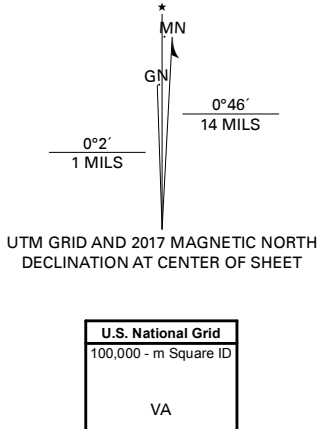 ★
MN
GN
0°46´
14 MILS
0°2´
1 MILS
UTM GRID AND 2017 MAGNETIC NORTH
DECLINATION AT CENTER OF SHEET
U.S. National Grid
100,000 - m Square ID
VA